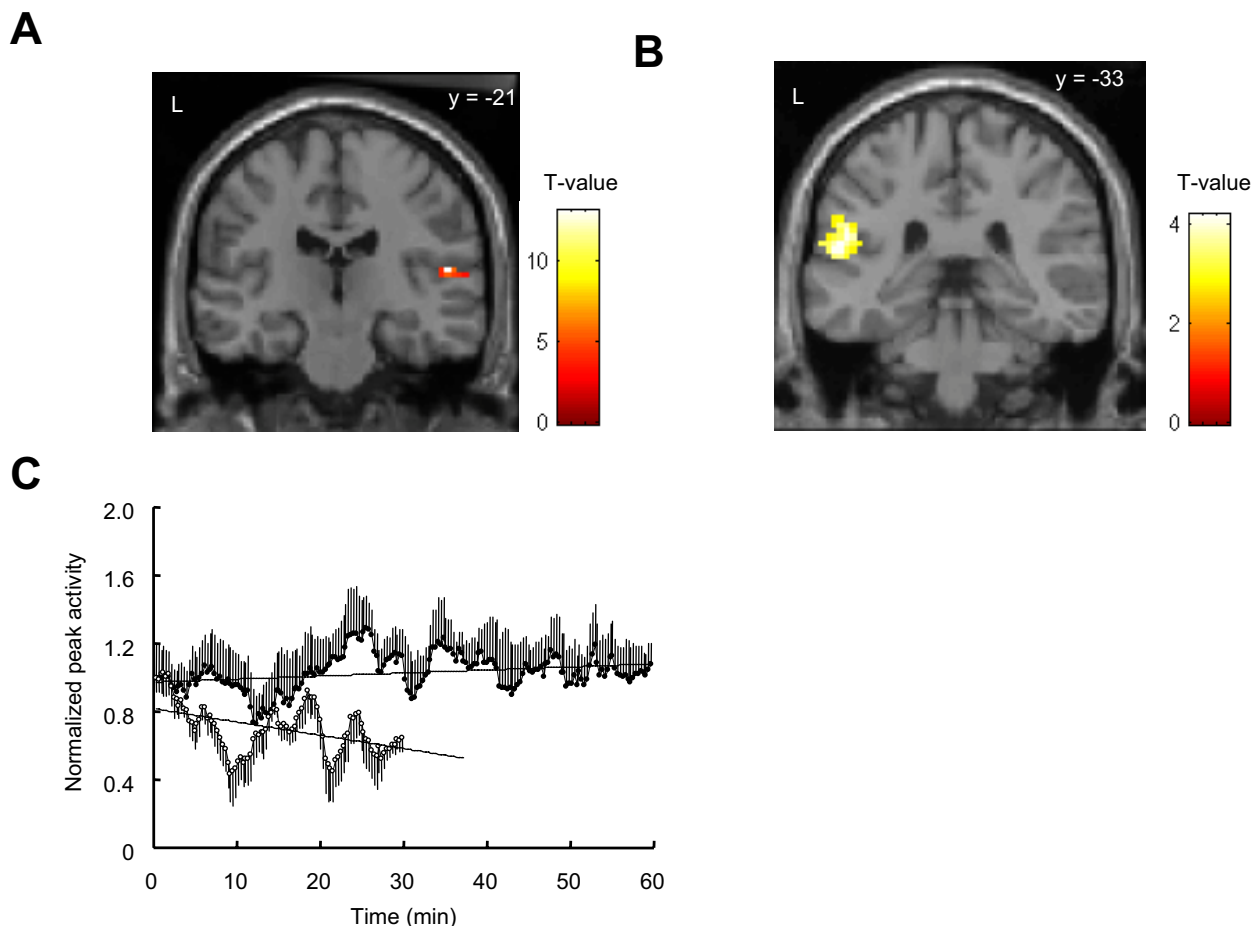 A
B
L
y = -21
L
y = -33
T-value
10
5
0
T-value
4
2
0
C
Normalized peak activity
2.0
1.6
1.2
0.8
0.4
0
0 10 20 30 40 50 60
Time (min)